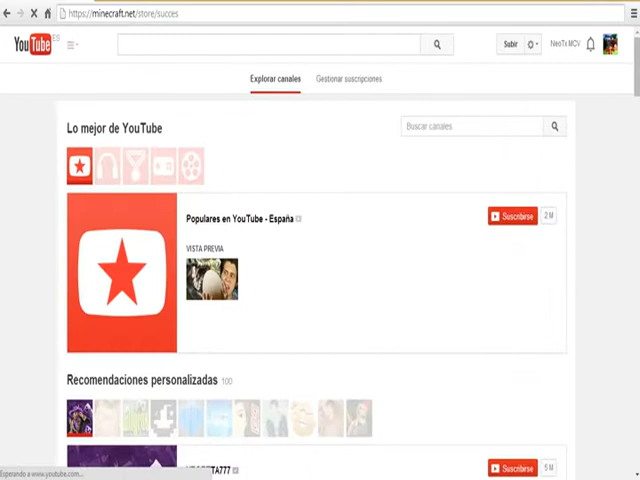 https://minecraft.net/store/succes
YouTube ES
Subir
NeoTx MCV
Explorar canales
Gestionar suscripciones
Lo mejor de YouTube
Buscar canales
Populares en YouTube - España
Suscribirse
2 M
VISTA PREVIA
Recomendaciones personalizadas 100
Suscribirse
5 M
Esperando a www.youtube.com...